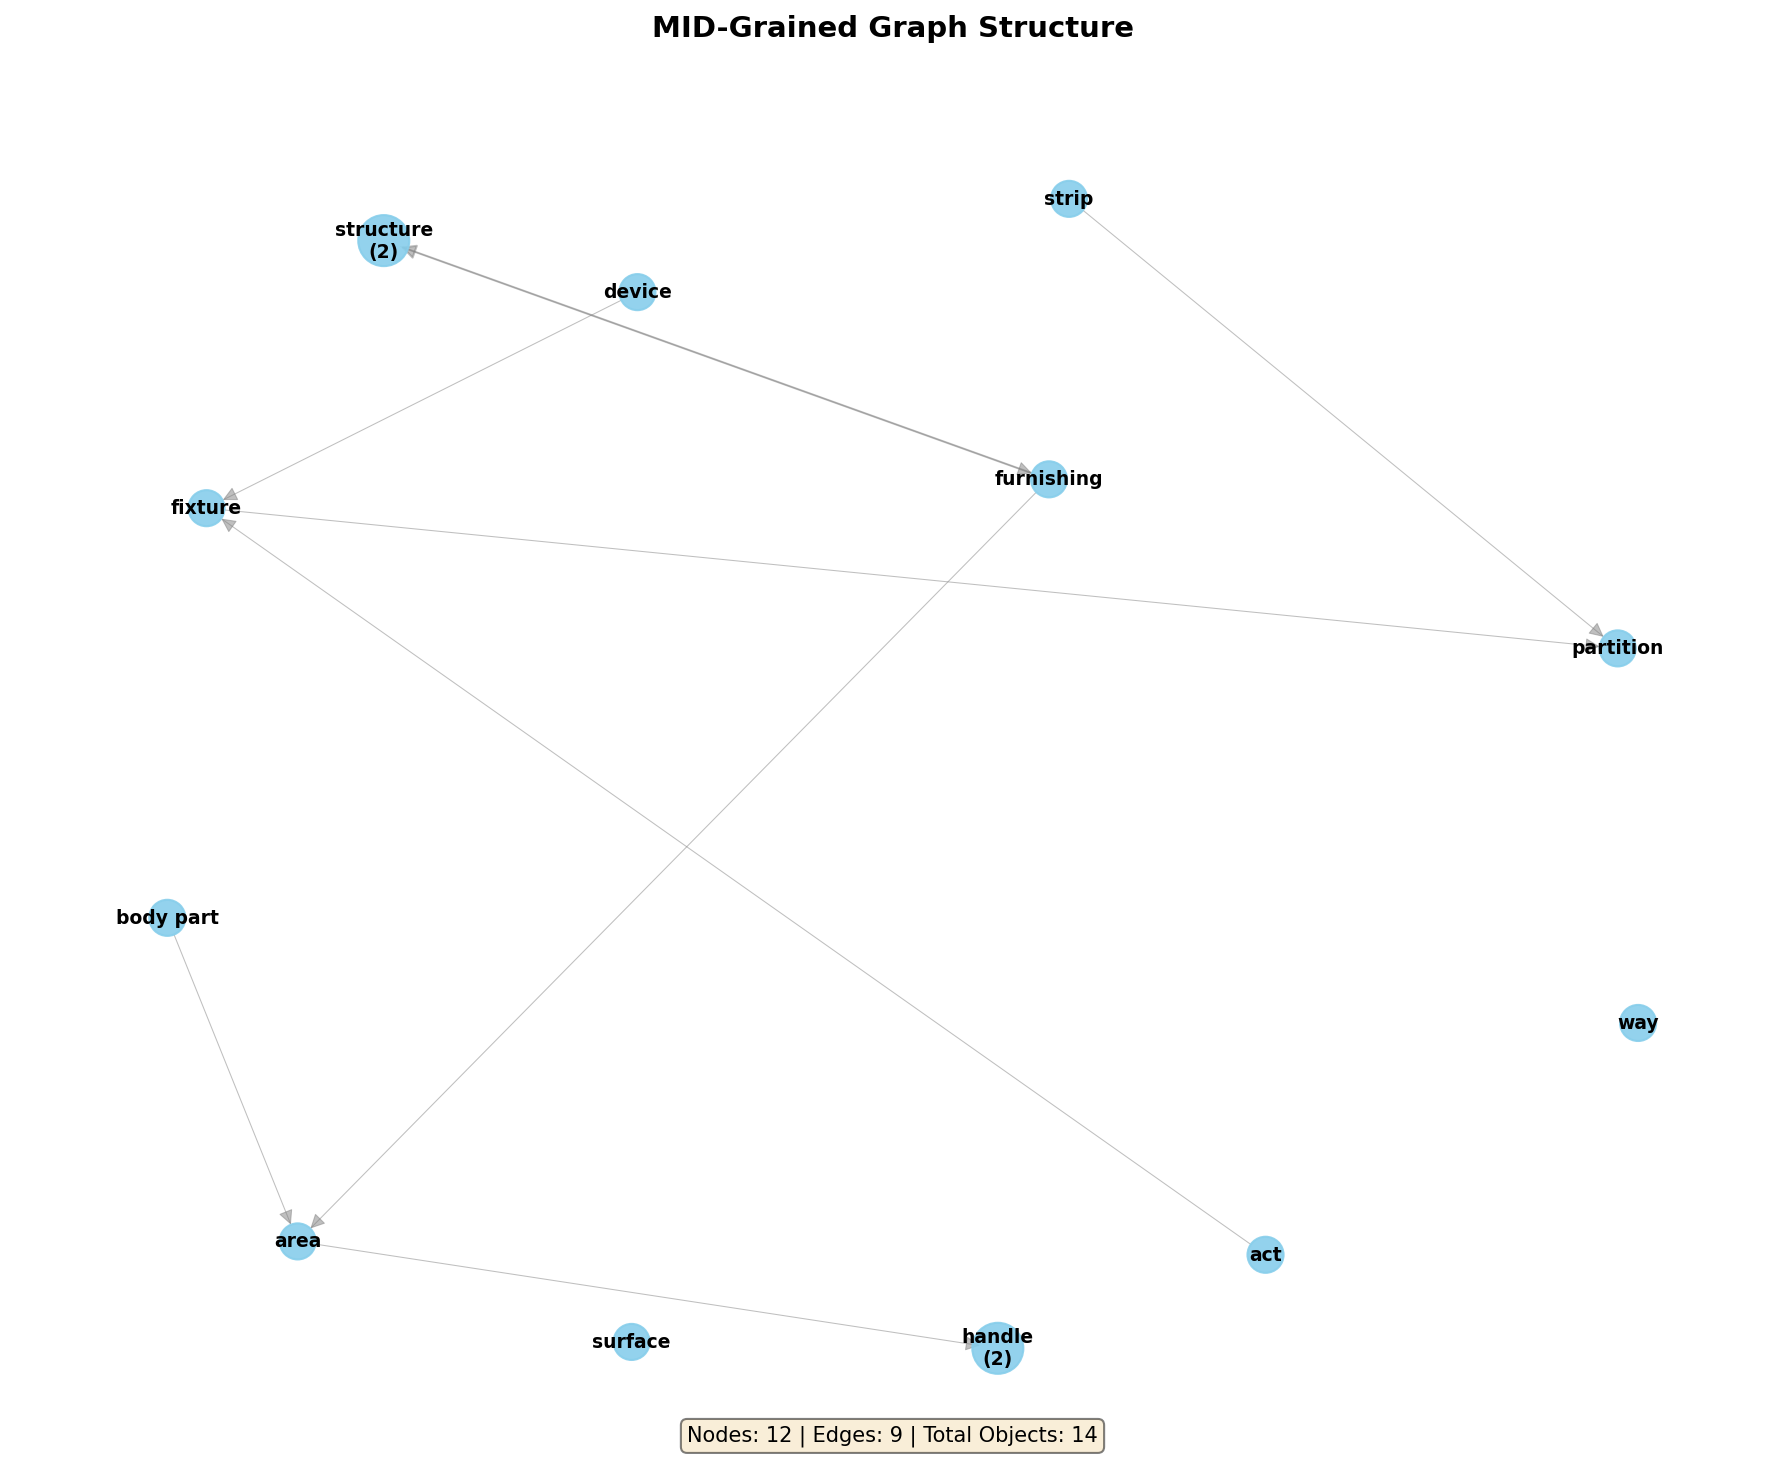 MID-Grained Graph Structure
strip
structure
(2)
device
furnishing
fixture
partition
body part
way
area
act
surface
handle
(2)
Nodes: 12 | Edges: 9 | Total Objects: 14